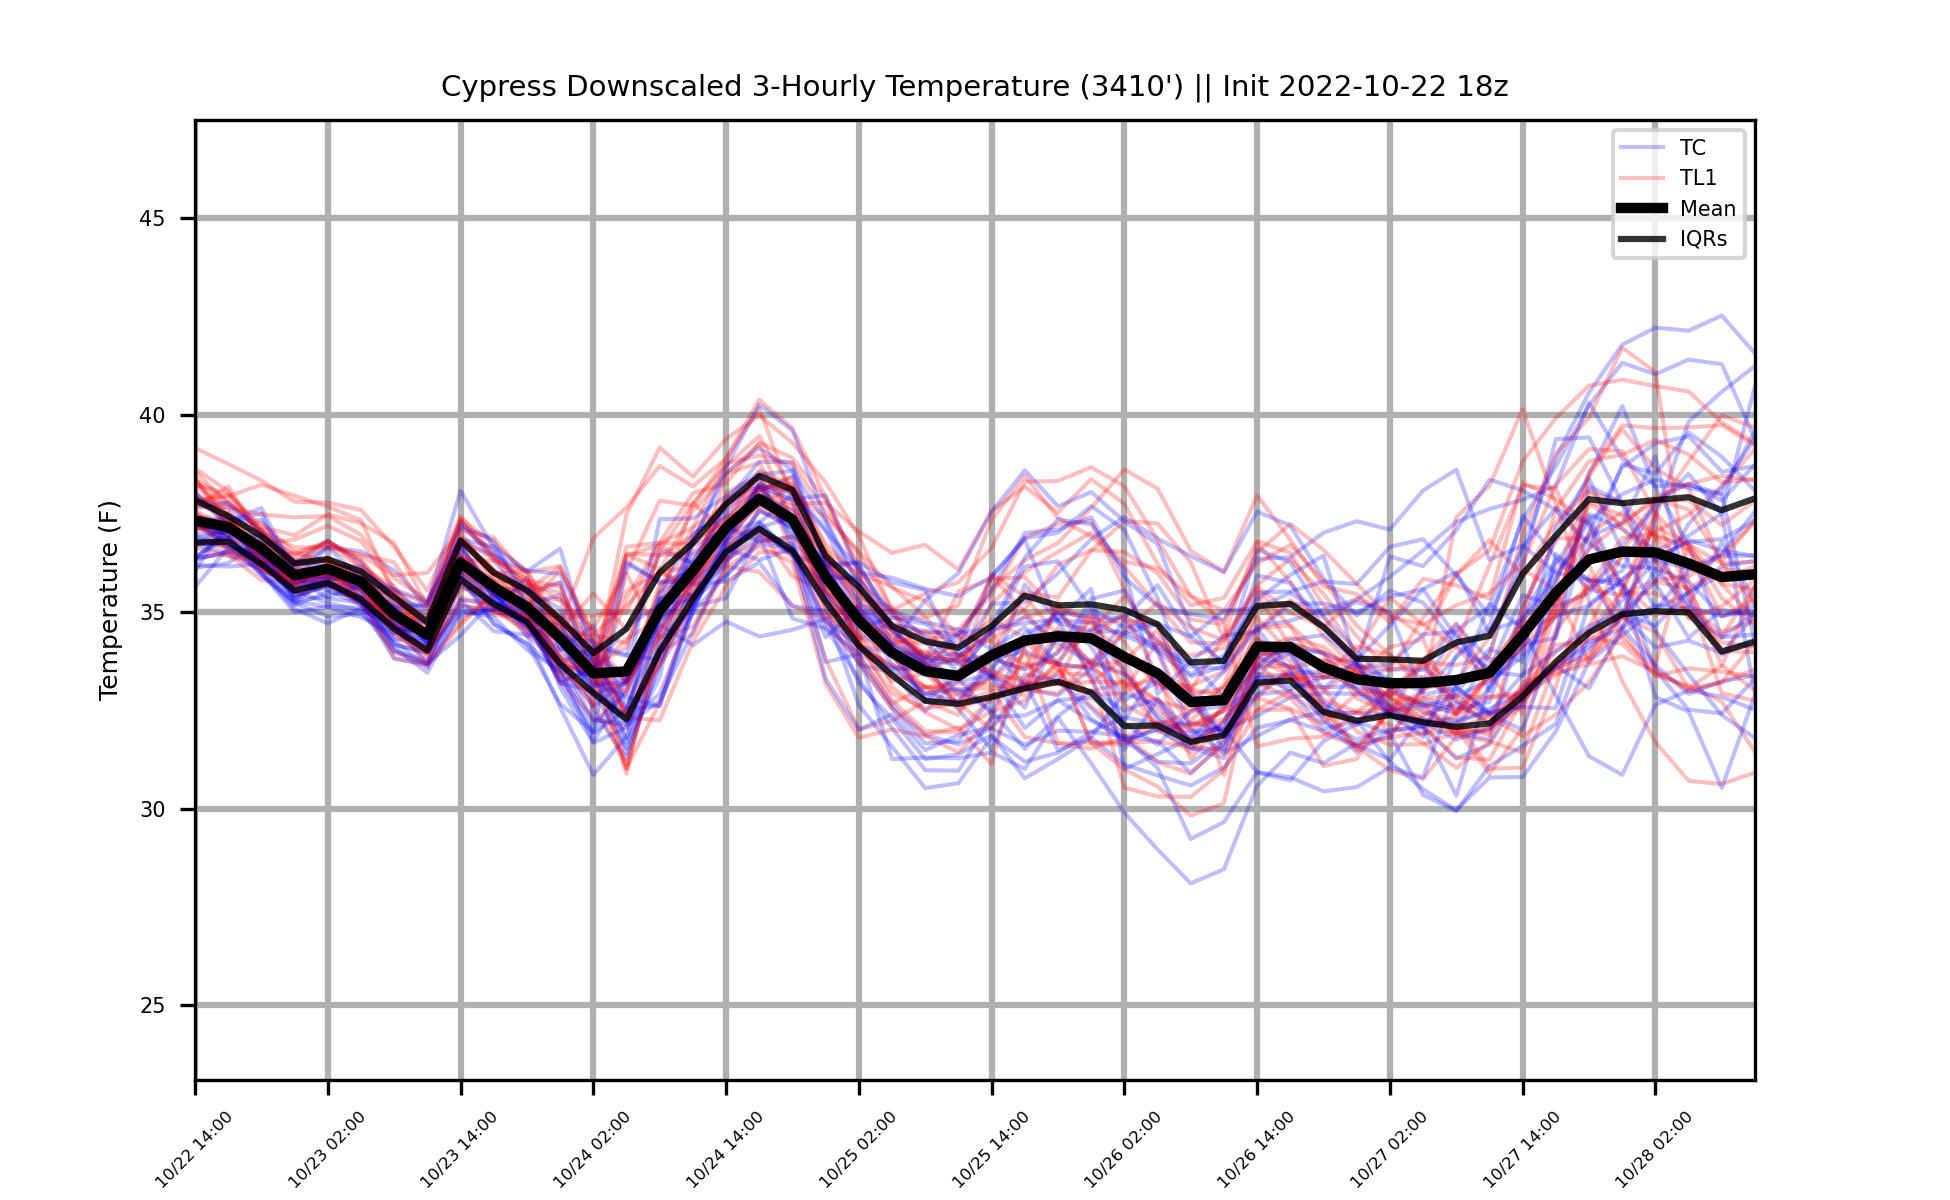 Cypress Downscaled 3-Hourly Temperature (3410') || Init 2022-10-22 18z
TC
TL1
Mean
IQRs
Temperature (F)
45
40
35
30
25
10/22 14:00
10/23 02:00
10/23 14:00
10/24 02:00
10/24 14:00
10/25 02:00
10/25 14:00
10/26 02:00
10/26 14:00
10/27 02:00
10/27 14:00
10/28 02:00